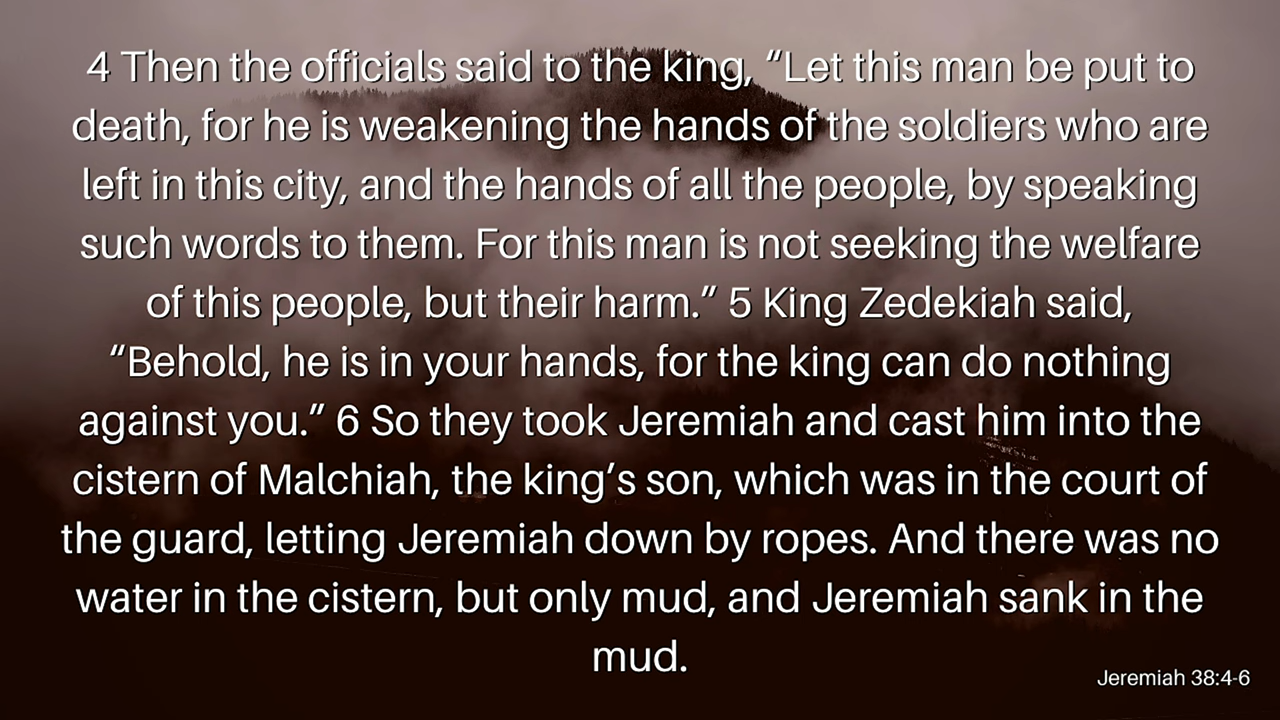 4 Then the officials said to the king, “Let this man be put to
death, for he is weakening the hands of the soldiers who are
left in this city, and the hands of all the people, by speaking
such words to them. For this man is not seeking the welfare
of this people, but their harm.” 5 King Zedekiah said,
“Behold, he is in your hands, for the king can do nothing
against you.” 6 So they took Jeremiah and cast him into the
cistern of Malchiah, the king’s son, which was in the court of
the guard, letting Jeremiah down by ropes. And there was no
water in the cistern, but only mud, and Jeremiah sank in the
mud.
Jeremiah 38:4-6